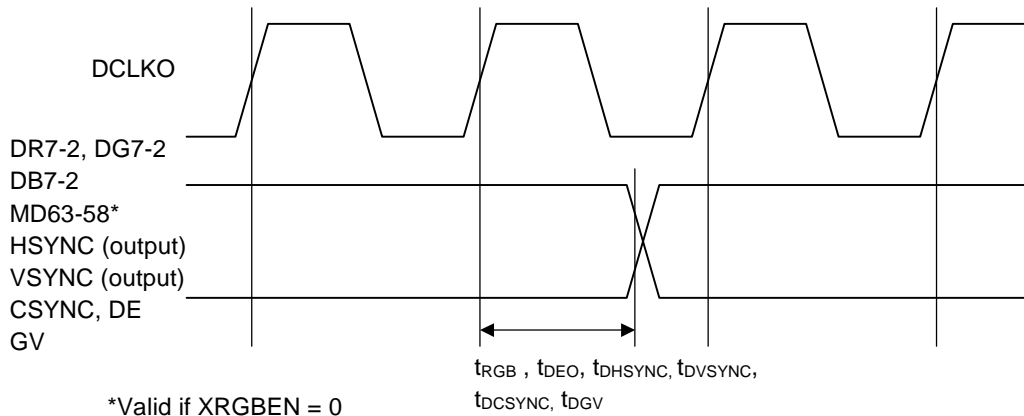 DCLKO
DR7-2, DG7-2
DB7-2
MD63-58*
HSYNC (output)
VSYNC (output)
CSYNC, DE
GV
tRGB , tDEO, tDHSYNC, tDVSYNC,
tDCSYNC, tDGV
*Valid if XRGBEN = 0